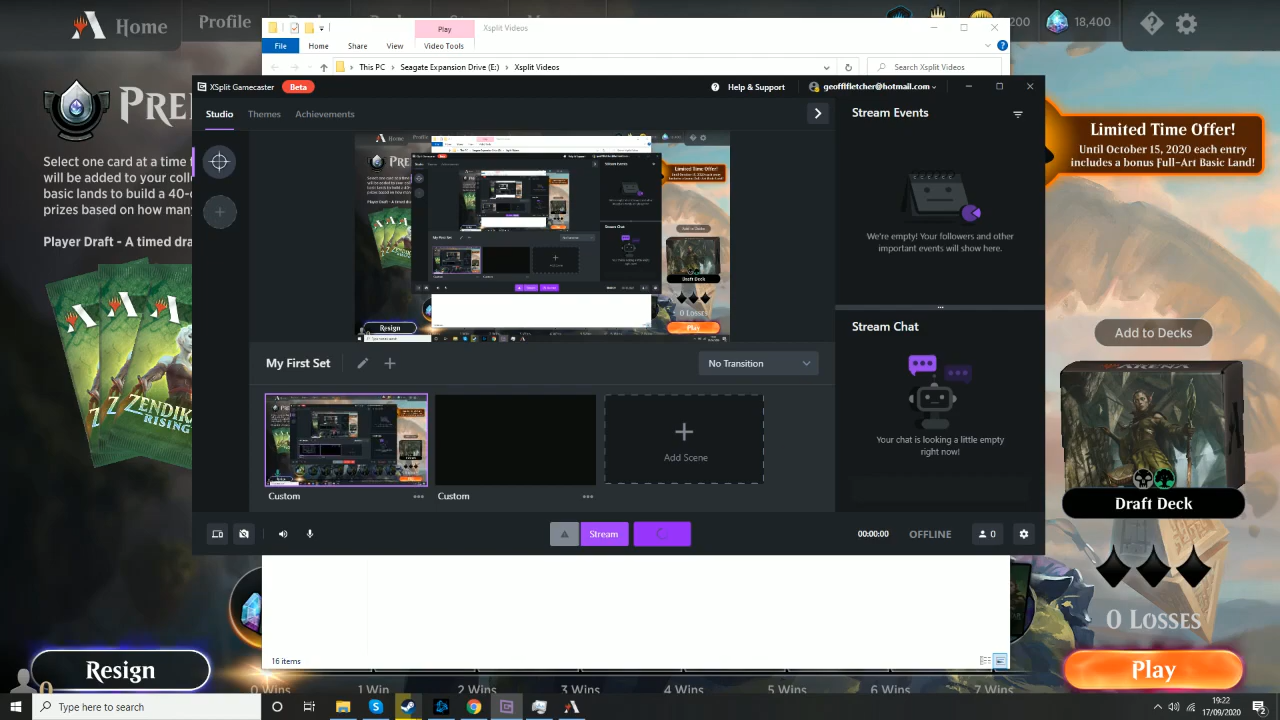 Home
Profile
Play
Xsplit Videos
200
18,400
File
Home
Share
View
Video Tools
This PC
Seagate Expansion Drive (E:)
Xsplit Videos
Search Xsplit Videos
XSplit Gamecaster
Beta
Help & Support
geofflfletcher@hotmail.com
Studio
Themes
Achievements
Stream Events
We're empty! Your followers and other
important events will show here.
Stream Chat
Your chat is looking a little empty
right now!
My First Set
No Transition
Custom
Custom
Add Scene
Stream
00:00:00
OFFLINE
0
Select one card at a time
will be added to your coll
basic lands to build a 40-c
prizes based on how man
Player Draft - A timed dra
ZENDIKA
RISING
Limited Time Offer!
Until October 15, 2020, each entry
includes a bonus Full-Art Basic Land!
Add to Decks
ARENA
Draft Deck
0 Losses
Resign
Play
16 items
0 Wins
1 Win
2 Wins
3 Wins
4 Wins
5 Wins
6 Wins
7 Wins
Type here to search
19:22
17/09/2020